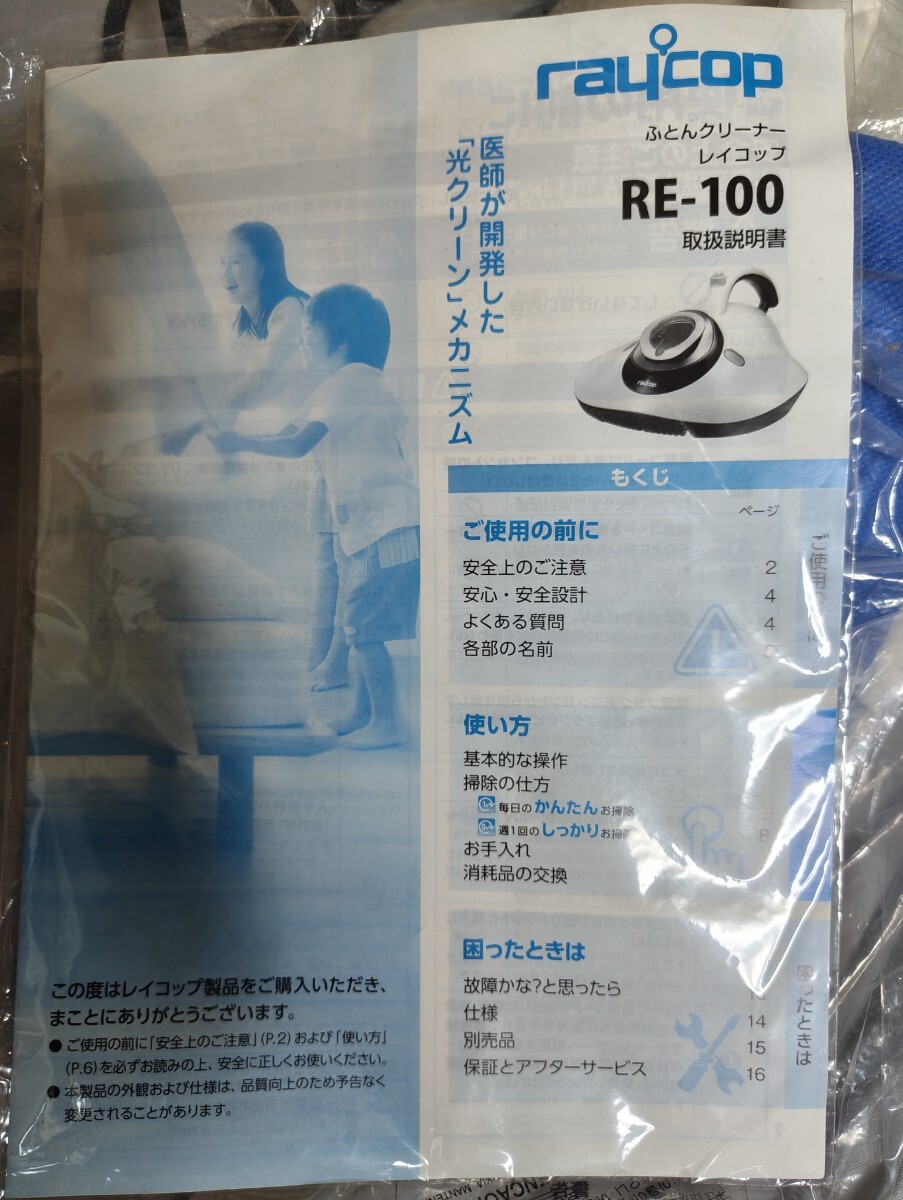 raycop
ふとんクリーナー
レイコップ
RE-100
取扱説明書
医師が開発した
「光クリーン」メカニズム
raycop
もくじ
ページ
ご使用の前に
安全上のご注意 2
安心・安全設計 4
よくある質問 4
各部の名前
使い方
基本的な操作
掃除の仕方
毎日の かんたん お掃除
週1回の しっかり お掃除 8
お手入れ
消耗品の交換
困ったときは
故障かな?と思ったら
仕様 14
別売品 15
保証とアフターサービス 16
困ったときは
この度はレイコップ製品をご購入いただき、
まことにありがとうございます。
● ご使用の前に「安全上のご注意」(P.2)および「使い方」
(P.6)を必ずお読みの上、安全に正しくお使いください。
● 本製品の外観および仕様は、品質向上のため予告なく
変更されることがあります。